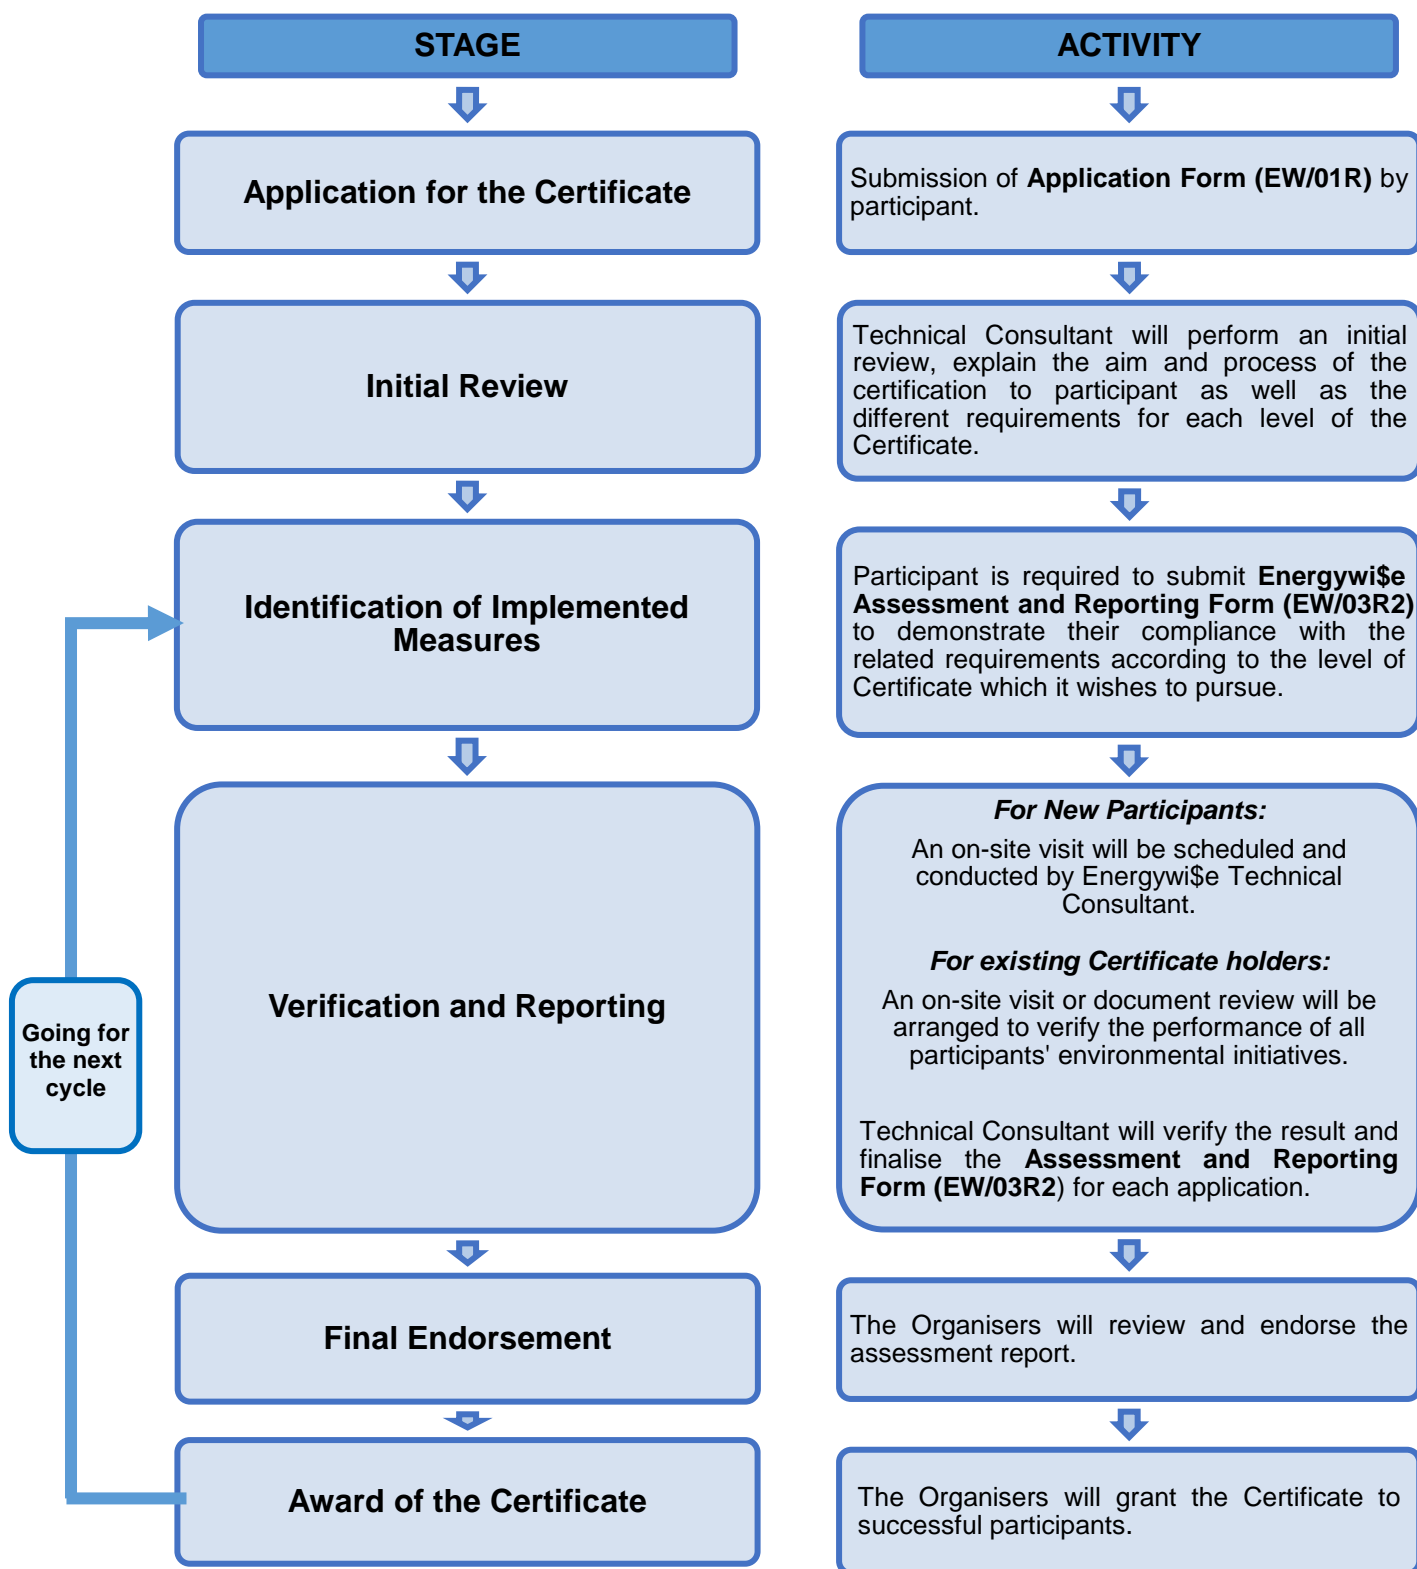 STAGE
ACTIVITY
Application for the Certificate
Submission of Application Form (EW/01R) by
participant.
Initial Review
Technical Consultant will perform an initial
review, explain the aim and process of the
certification to participant as well as the
different requirements for each level of the
Certificate.
Identification of Implemented
Measures
Participant is required to submit Energywi$e
Assessment and Reporting Form (EW/03R2)
to demonstrate their compliance with the
related requirements according to the level of
Certificate which it wishes to pursue.
Verification and Reporting
For New Participants:
An on-site visit will be scheduled and
conducted by Energywi$e Technical
Consultant.
For existing Certificate holders:
An on-site visit or document review will be
arranged to verify the performance of all
participants' environmental initiatives.
Technical Consultant will verify the result and
finalise the Assessment and Reporting
Form (EW/03R2) for each application.
Going for
the next
cycle
Final Endorsement
The Organisers will review and endorse the
assessment report.
Award of the Certificate
The Organisers will grant the Certificate to
successful participants.